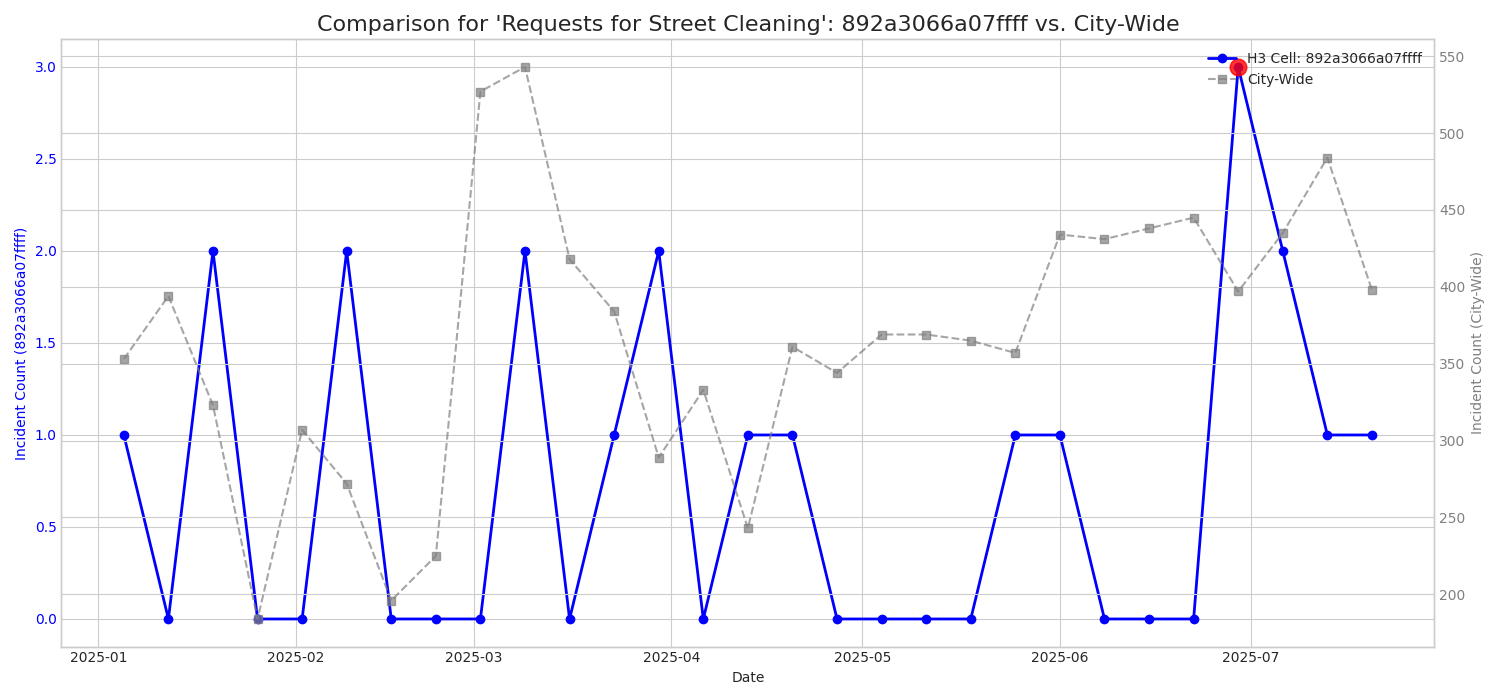 Comparison for 'Requests for Street Cleaning': 892a3066a07ffff vs. City-Wide
H3 Cell: 892a3066a07ffff
City-Wide
Incident Count (892a3066a07ffff)
3.0
2.5
2.0
1.5
1.0
0.5
0.0
550
500
450
400
350
300
250
200
Incident Count (City-Wide)
2025-01 2025-02 2025-03 2025-04 2025-05 2025-06 2025-07
Date